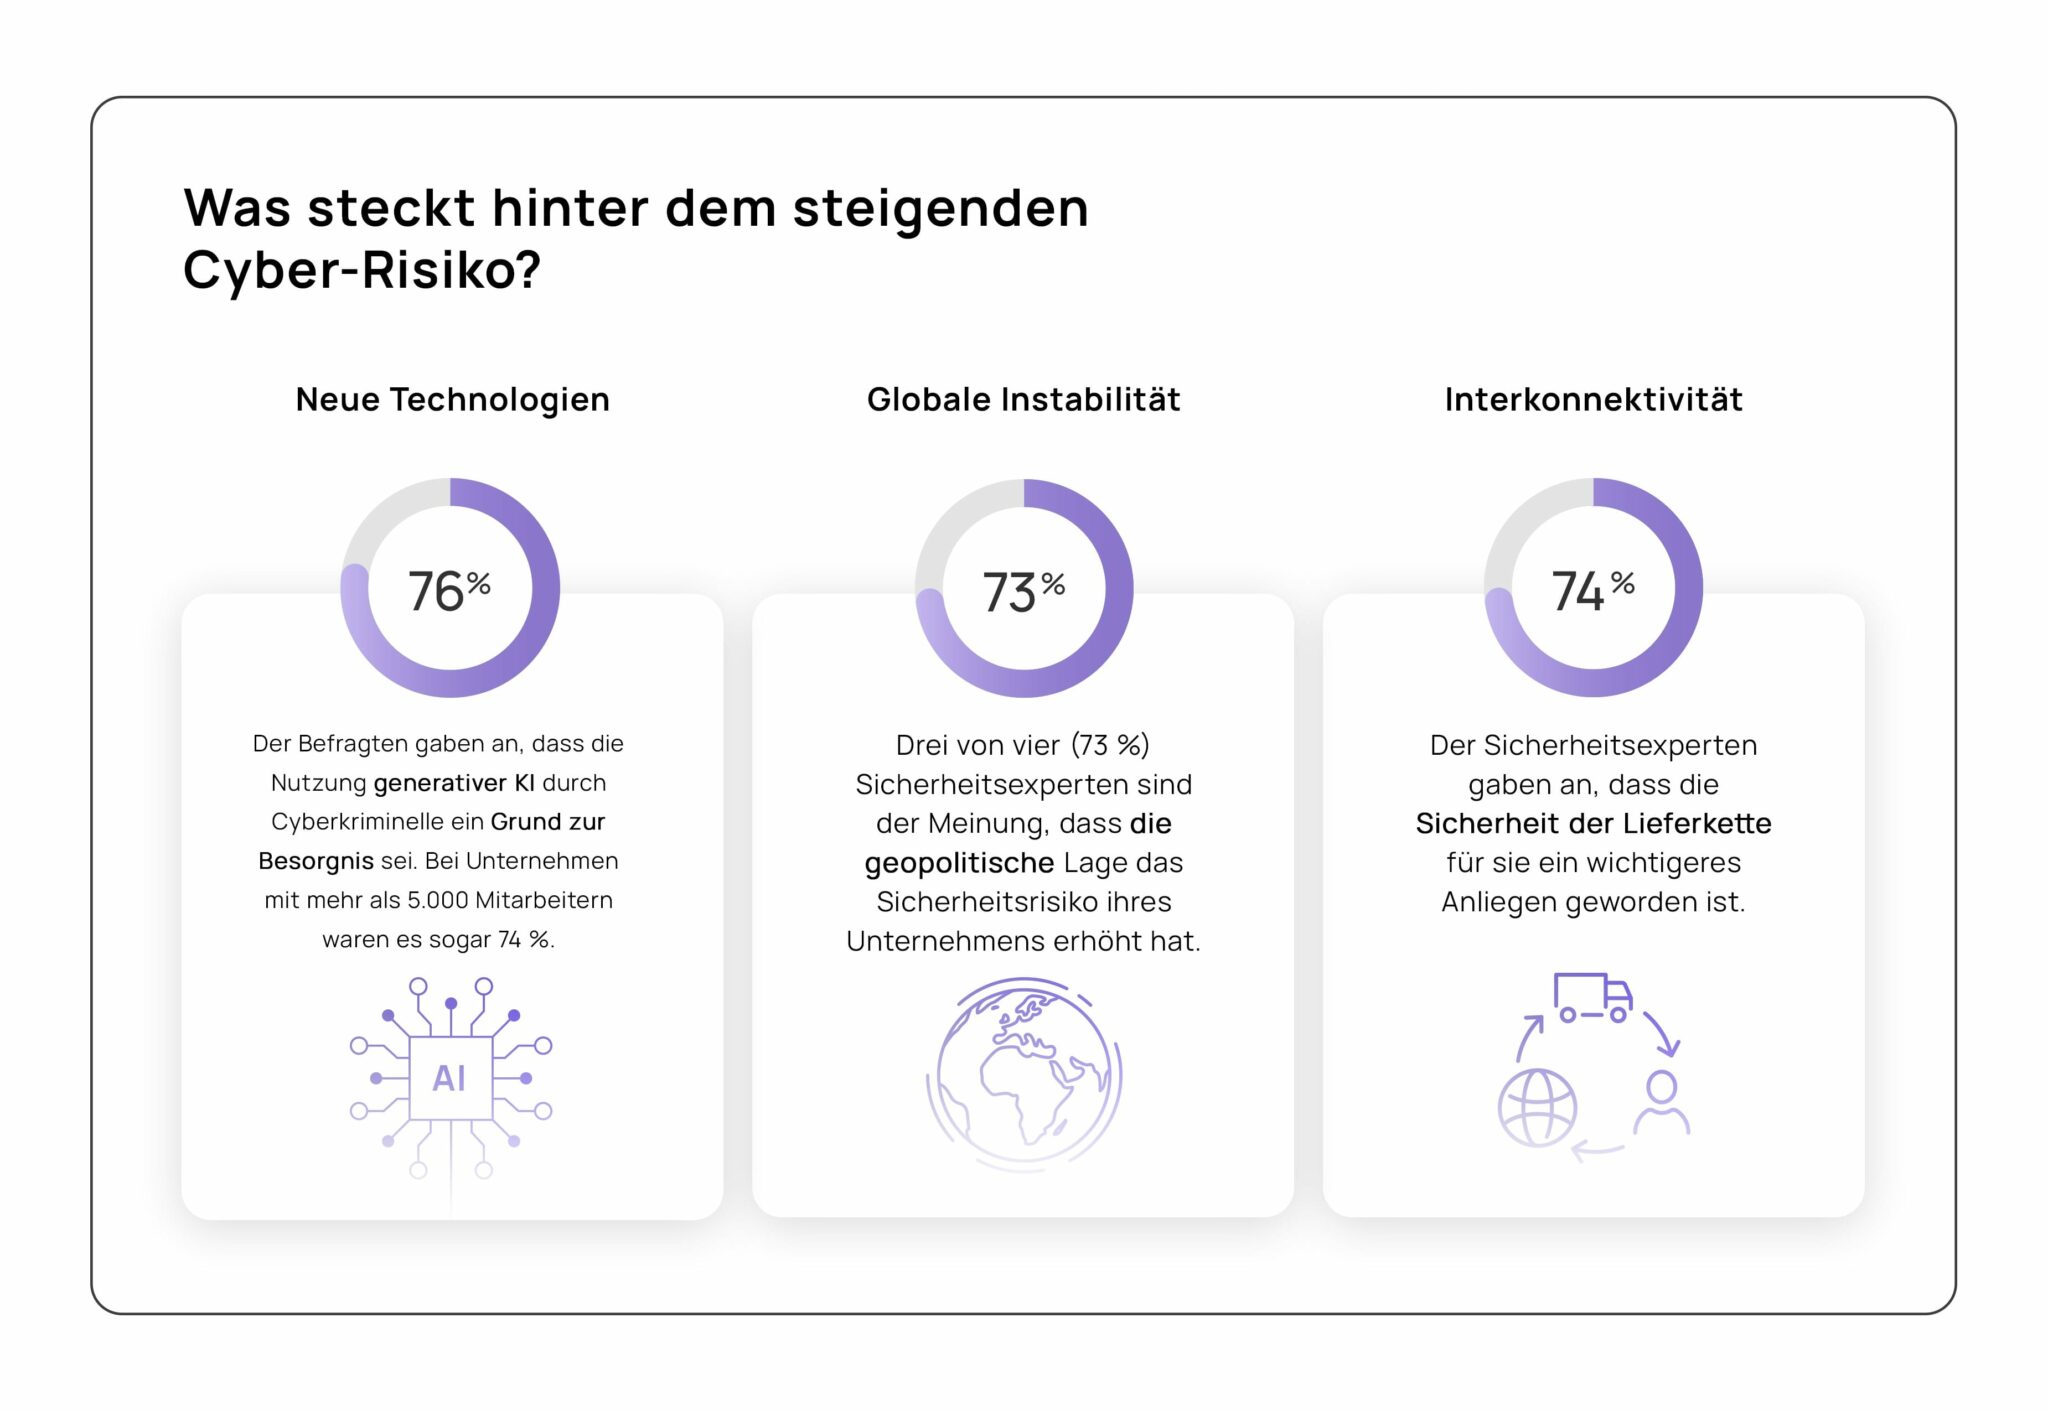 Was steckt hinter dem steigenden
Cyber-Risiko?
Neue Technologien
76%
Der Befragten gaben an, dass die
Nutzung generativer KI durch
Cyberkriminelle ein Grund zur
Besorgnis sei. Bei Unternehmen
mit mehr als 5.000 Mitarbeitern
waren es sogar 74 %.
AI
Globale Instabilität
73%
Drei von vier (73 %)
Sicherheitsexperten sind
der Meinung, dass die
geopolitische Lage das
Sicherheitsrisiko ihres
Unternehmens erhöht hat.
Interkonnektivität
74%
Der Sicherheitsexperten
gaben an, dass die
Sicherheit der Lieferkette
für sie ein wichtigeres
Anliegen geworden ist.